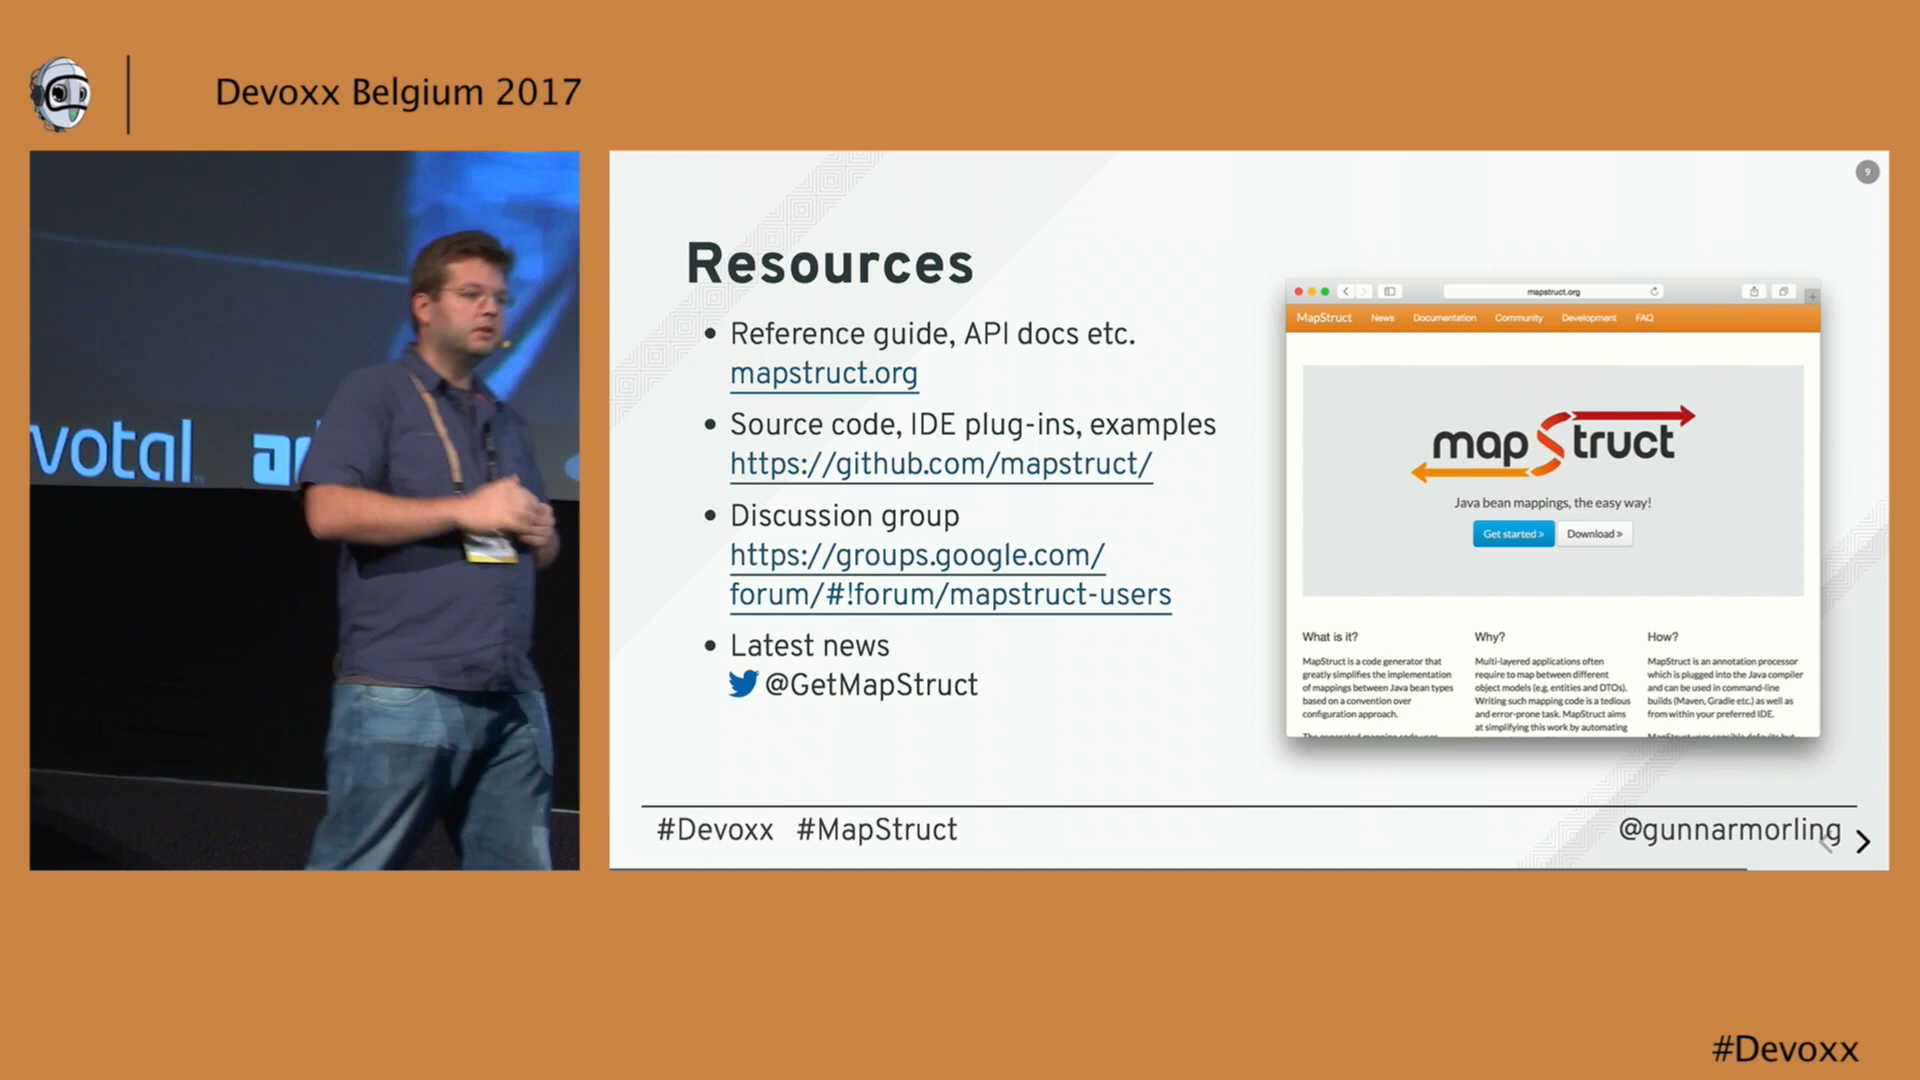 Devoxx Belgium 2017
votal
9
Resources
Reference guide, API docs etc.
mapstruct.org
Source code, IDE plug-ins, examples
https://github.com/mapstruct/
Discussion group
https://groups.google.com/
forum/#!forum/mapstruct-users
Latest news
@GetMapStruct
mapstruct.org
MapStruct News Documentation Community Development FAQ
mapStruct
Java bean mappings, the easy way!
Get started » Download »
What is it?
MapStruct is a code generator that
greatly simplifies the implementation
of mappings between Java bean types
based on a convention over
configuration approach.
Why?
Multi-layered applications often
require to map between different
object models (e.g. entities and DTOs).
Writing such mapping code is a tedious
and error-prone task. MapStruct aims
at simplifying this work by automating
How?
MapStruct is an annotation processor
which is plugged into the Java compiler
and can be used in command-line
builds (Maven, Gradle etc.) as well as
from within your preferred IDE.
#Devoxx #MapStruct
@gunnarmorling
#Devoxx